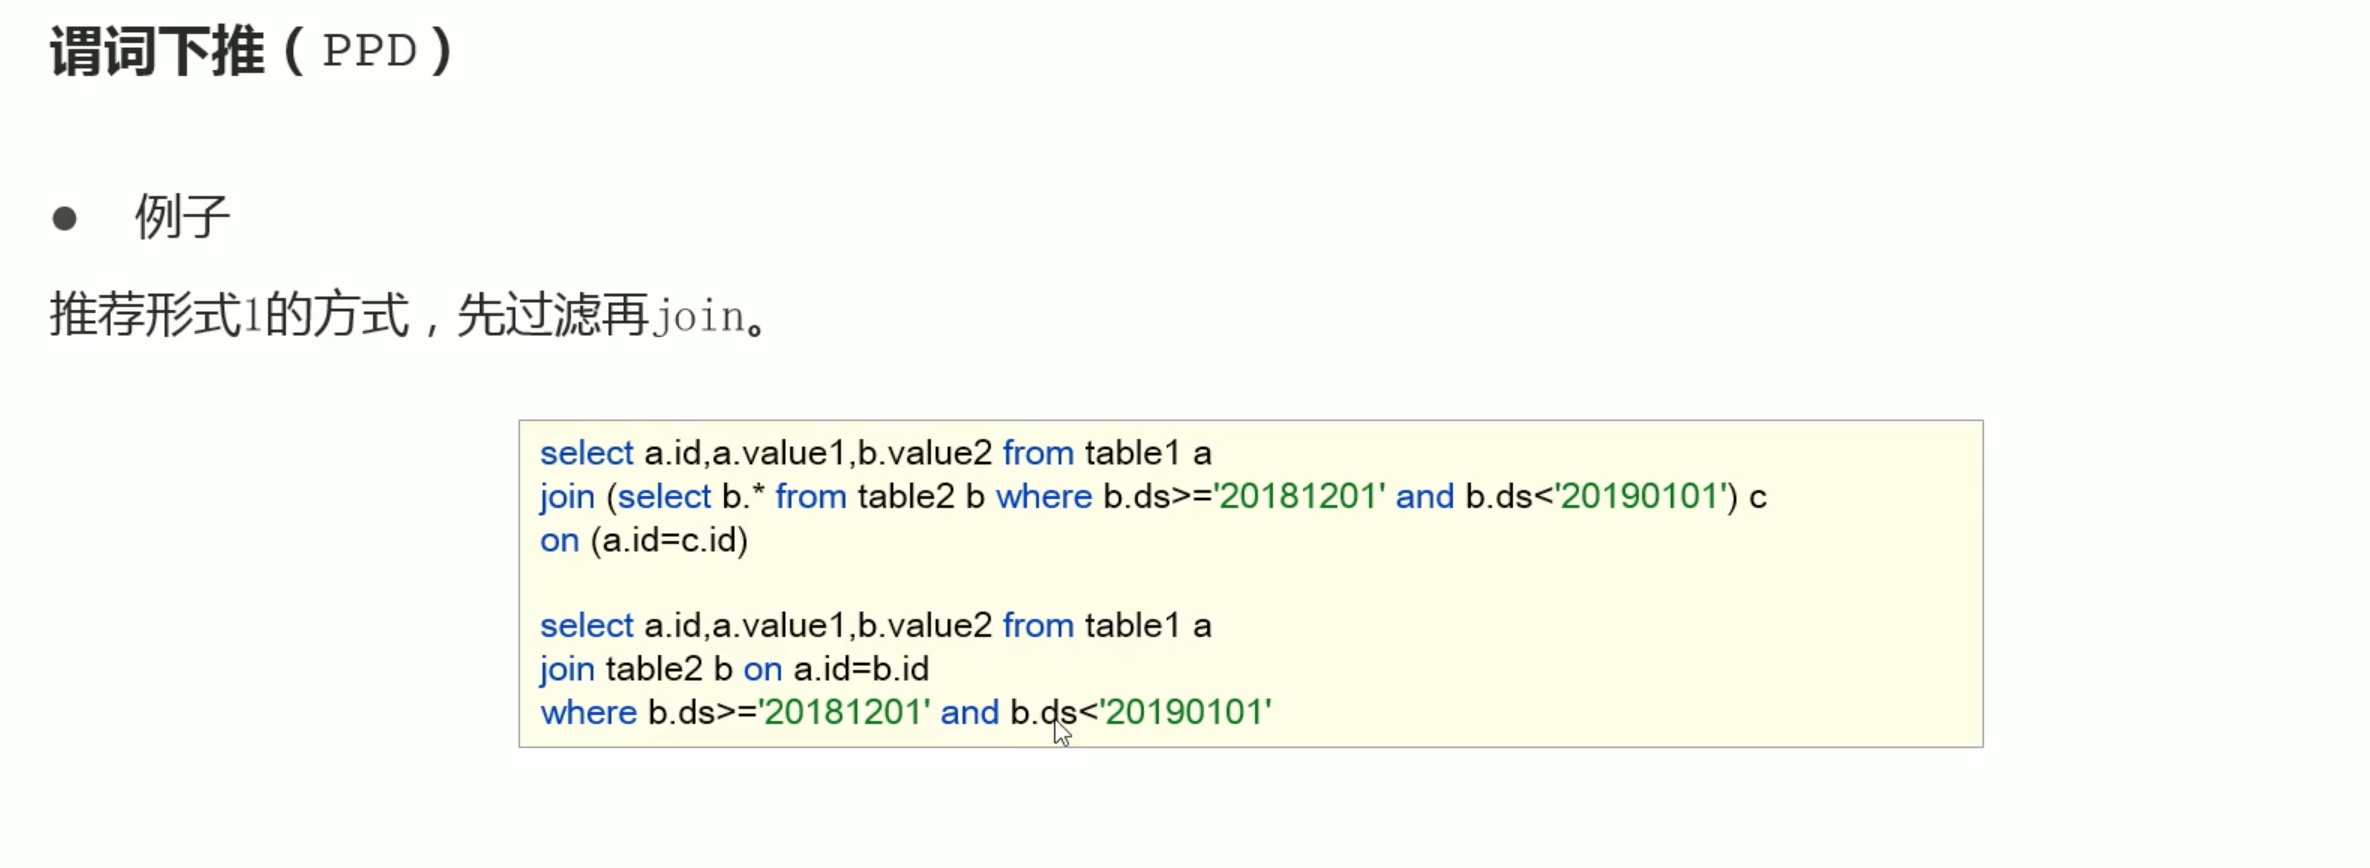 谓词下推（PPD）
● 例子
推荐形式1的方式，先过滤再join。
select a.id,a.value1,b.value2 from table1 a
join (select b.* from table2 b where b.ds>='20181201' and b.ds<'20190101') c
on (a.id=c.id)
select a.id,a.value1,b.value2 from table1 a
join table2 b on a.id=b.id
where b.ds>='20181201' and b.ds<'20190101'